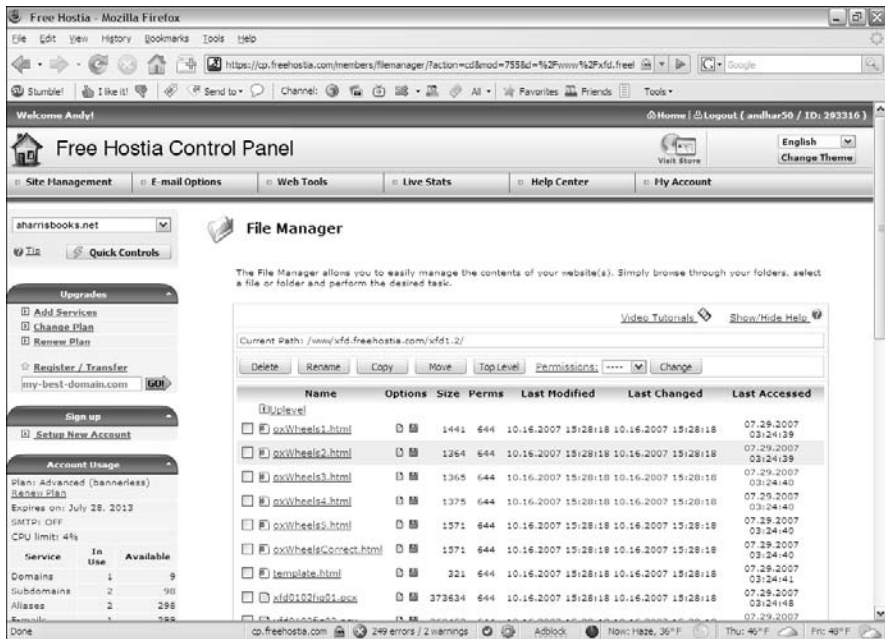 Free Hostia - Mozilla Firefox
File Edit View History Bookmarks Tools Help
https://cp.freehostia.com/members/filemanager/?action=cd&mod=755&d=%2Fwww%2Fxfd.freel
Google
Stumble! I like it! Send to Channel: All Favorites Friends Tools
Welcome Andy!
Home | Logout ( andhar50 / ID: 293316 )
Free Hostia Control Panel
Visit Store
English
Change Theme
Site Management E-mail Options Web Tools Live Stats Help Center My Account
aharrisbooks.net
Tip Quick Controls
Upgrades
Add Services
Change Plan
Renew Plan
Register / Transfer
my-best-domain.com GO!
Sign up
Setup New Account
Account Usage
Plan: Advanced (bannerless)
Renew Plan
Expires on: July 28, 2013
SMTP: OFF
CPU limit: 4%
Service In Use Available
Domains 1 9
Subdomains 2 98
Aliases 2 298
E-mails 1 299
File Manager
The File Manager allows you to easily manage the contents of your website(s). Simply browse through your folders, select
a file or folder and perform the desired task.
Video Tutorials Show/Hide Help
Current Path: /www/xfd.freehostia.com/xfd1.2/
Delete Rename Copy Move Top Level Permissions: ---- Change
Name Options Size Perms Last Modified Last Changed Last Accessed
Uplevel
oxWheels1.html 1441 644 10.16.2007 15:28:18 10.16.2007 15:28:18 07.29.2007 03:24:39
oxWheels2.html 1364 644 10.16.2007 15:28:18 10.16.2007 15:28:18 07.29.2007 03:24:39
oxWheels3.html 1365 644 10.16.2007 15:28:18 10.16.2007 15:28:18 07.29.2007 03:24:40
oxWheels4.html 1375 644 10.16.2007 15:28:18 10.16.2007 15:28:18 07.29.2007 03:24:40
oxWheels5.html 1571 644 10.16.2007 15:28:18 10.16.2007 15:28:18 07.29.2007 03:24:40
oxWheelsCorrect.html 1571 644 10.16.2007 15:28:18 10.16.2007 15:28:18 07.29.2007 03:24:40
template.html 321 644 10.16.2007 15:28:18 10.16.2007 15:28:18 07.29.2007 03:24:41
xfd0102fig01.pcx 373634 644 10.16.2007 15:28:18 10.16.2007 15:28:18 07.29.2007 03:24:48
Done cp.freehostia.com 249 errors / 2 warnings Adblock Now: Haze, 36°F Thu: 46°F Fri: 48°F